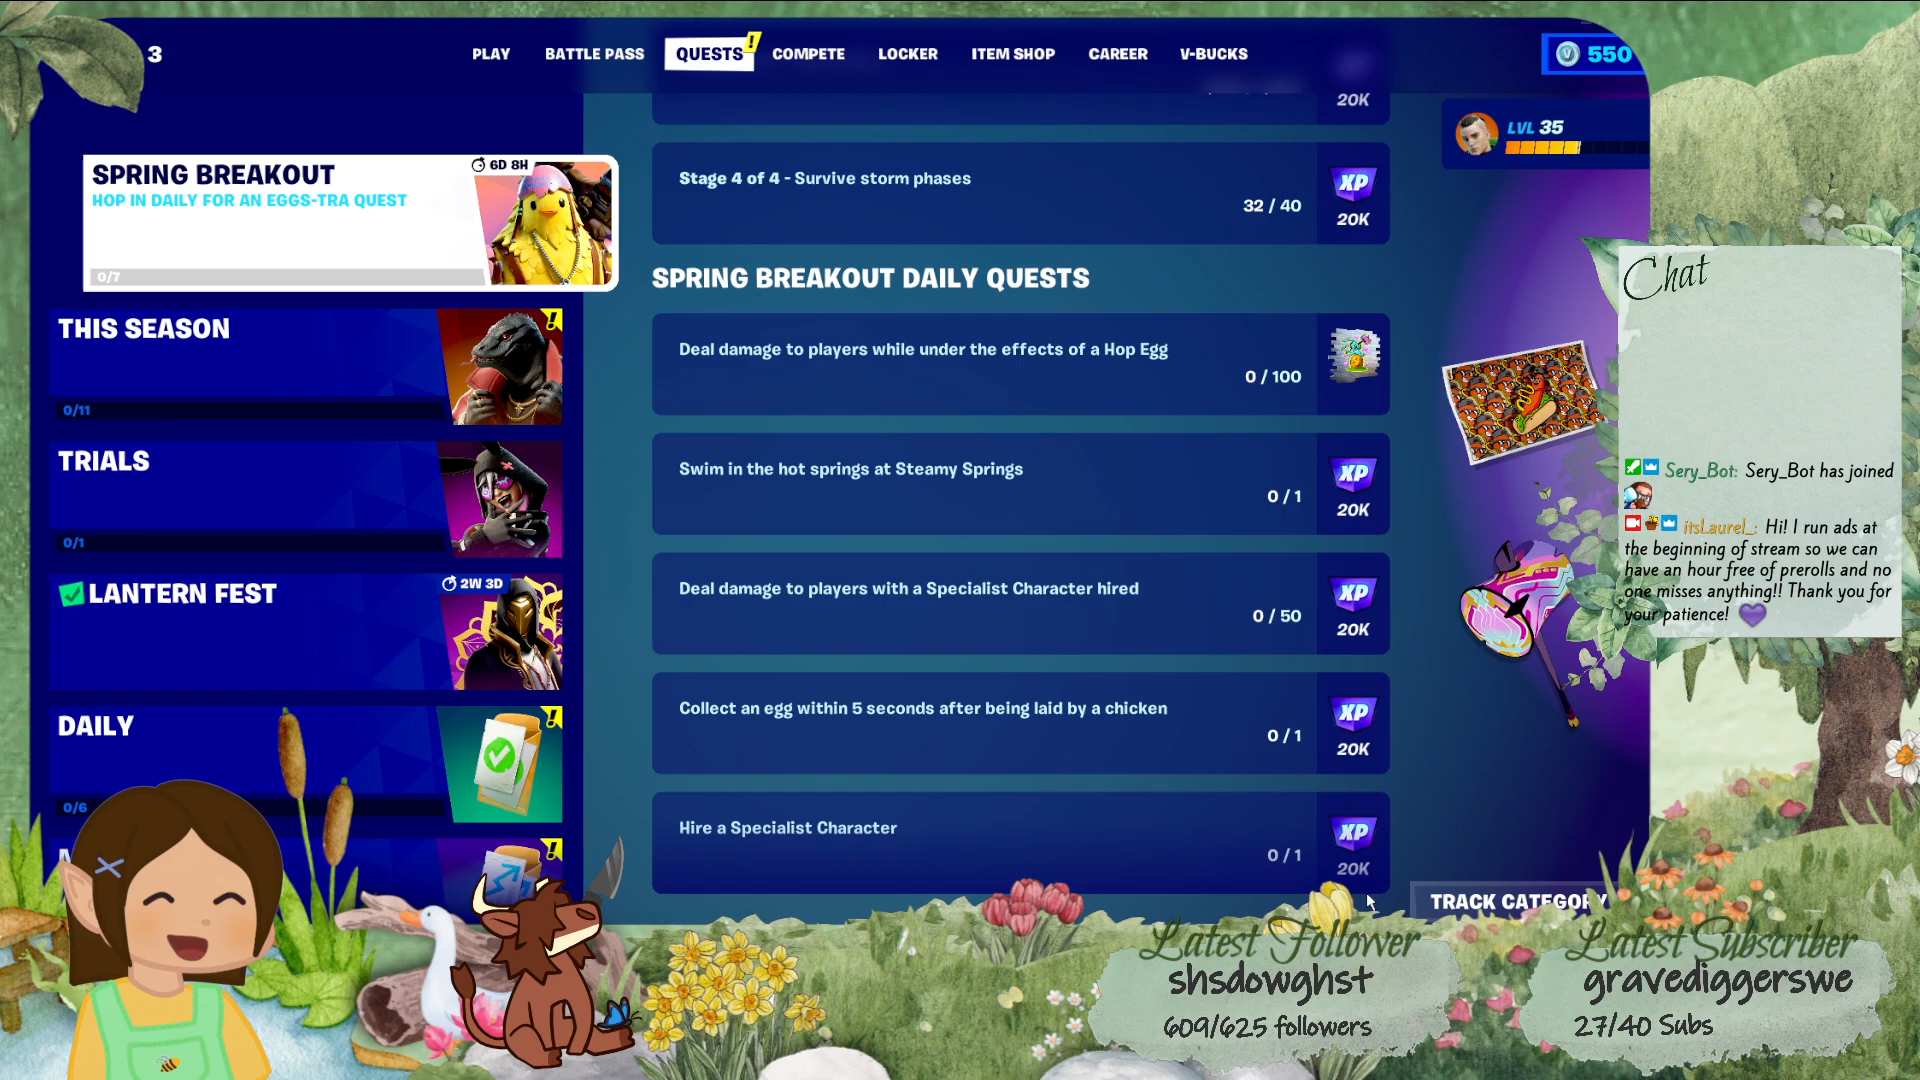 3
PLAY
BATTLE PASS
QUESTS
!
COMPETE
LOCKER
ITEM SHOP
CAREER
V-BUCKS
V 550
LVL 35
SPRING BREAKOUT
6D 8H
HOP IN DAILY FOR AN EGGS-TRA QUEST
0/7
THIS SEASON
!
0/11
TRIALS
0/1
LANTERN FEST
2W 3D
DAILY
!
0/6
!
20K
Stage 4 of 4 - Survive storm phases
32 / 40
XP
20K
SPRING BREAKOUT DAILY QUESTS
Deal damage to players while under the effects of a Hop Egg
0 / 100
Swim in the hot springs at Steamy Springs
0 / 1
XP
20K
Deal damage to players with a Specialist Character hired
0 / 50
XP
20K
Collect an egg within 5 seconds after being laid by a chicken
0 / 1
XP
20K
Hire a Specialist Character
0 / 1
XP
20K
TRACK CATEGORY
Chat
Sery_Bot: Sery_Bot has joined
itsLaurel_: Hi! I run ads at
the beginning of stream so we can
have an hour free of prerolls and no
one misses anything!! Thank you for
your patience!
Latest Follower
shsdowghst
609/625 followers
Latest Subscriber
gravediggerswe
27/40 Subs